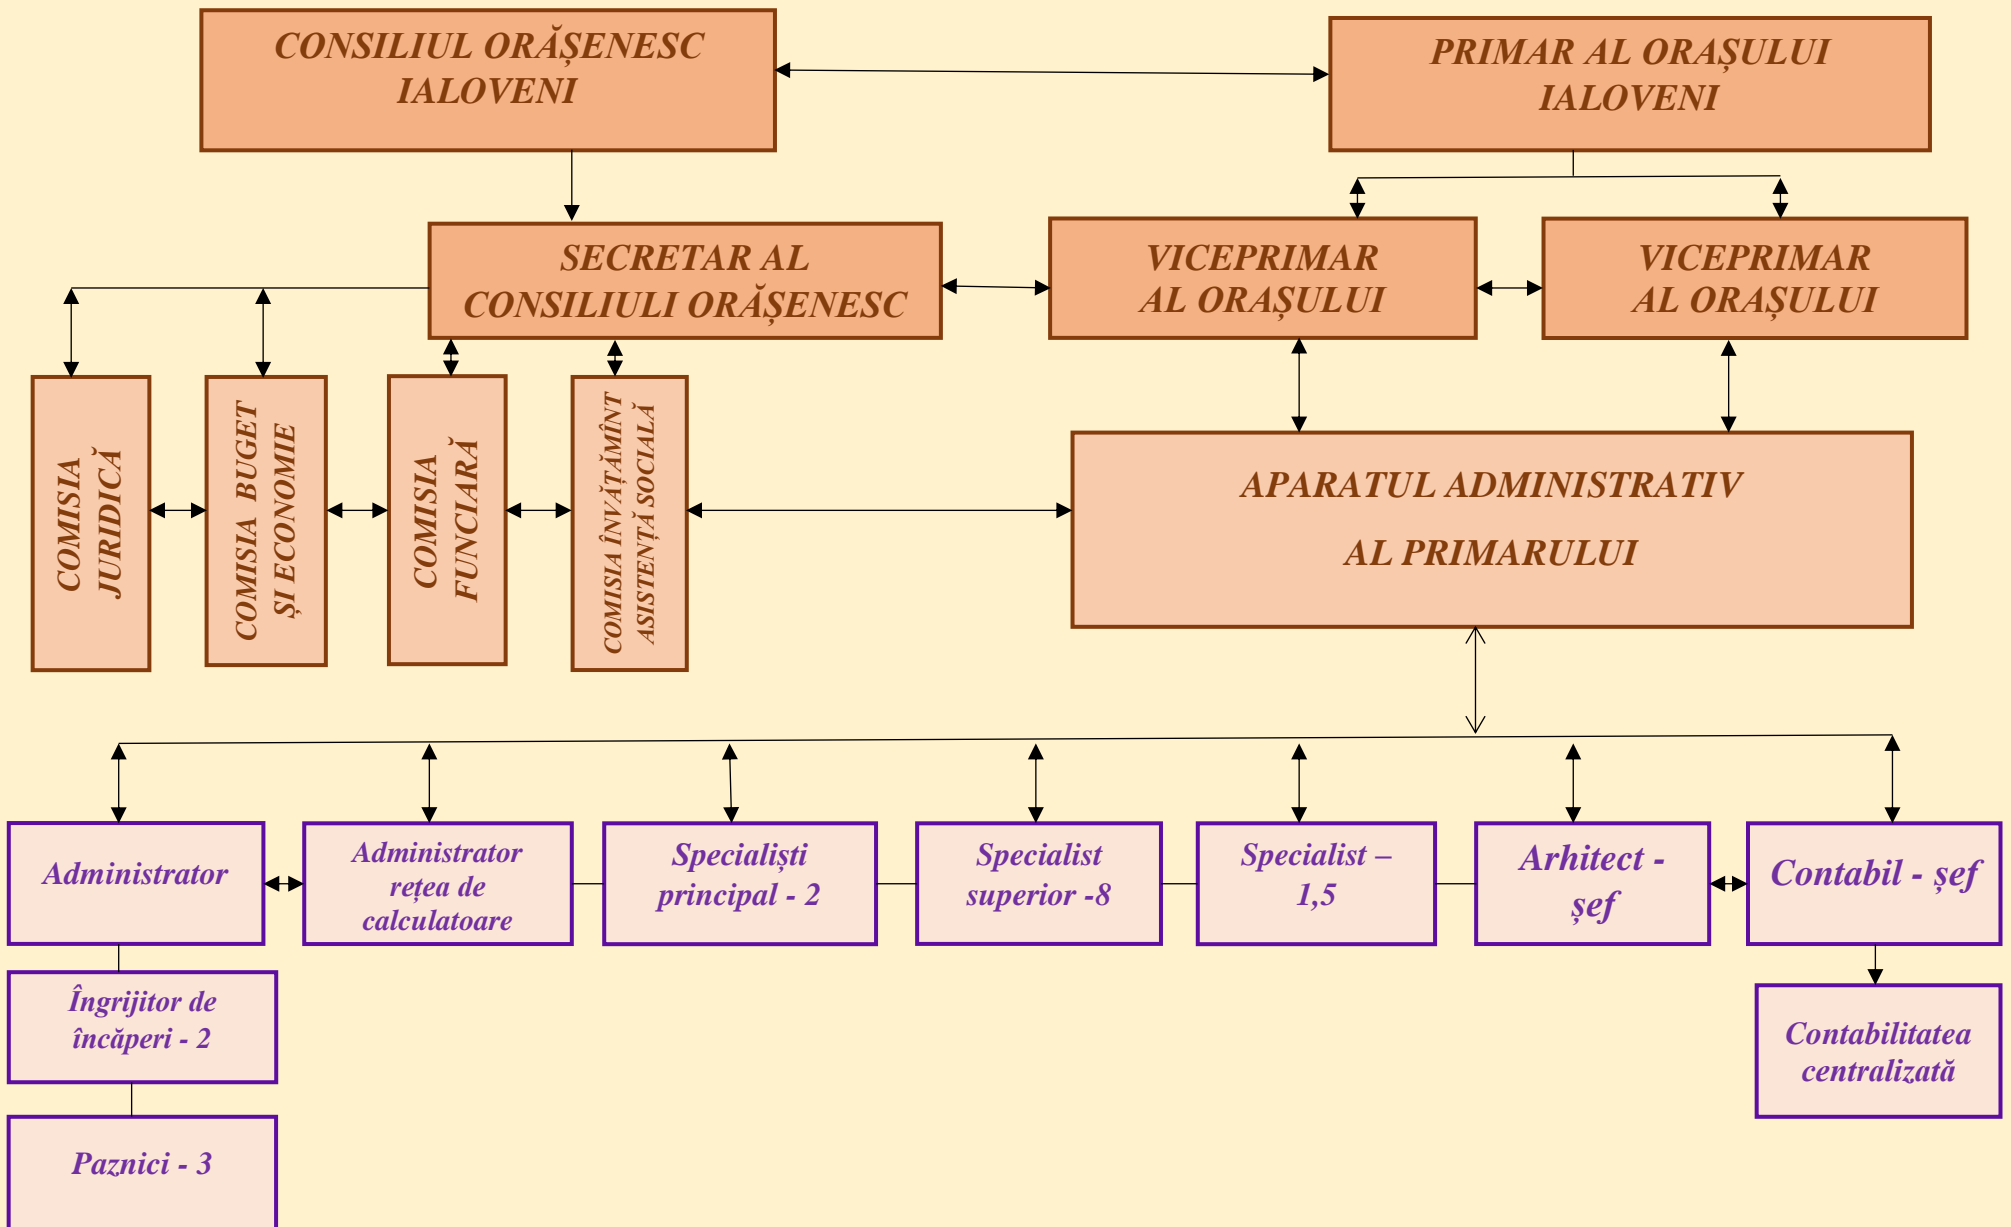 CONSILIUL ORĂȘENESC
IALOVENI
PRIMAR AL ORAȘULUI
IALOVENI
SECRETAR AL
CONSILIULI ORĂȘENESC
VICEPRIMAR
AL ORAȘULUI
VICEPRIMAR
AL ORAȘULUI
COMISIA
JURIDICĂ
COMISIA BUGET
ȘI ECONOMIE
COMISIA
FUNCIARĂ
COMISIA ÎNVĂȚĂMÎNT
ASISTENȚĂ SOCIALĂ
APARATUL ADMINISTRATIV
AL PRIMARULUI
Administrator
Administrator
rețea de
calculatoare
Specialiști
principal - 2
Specialist
superior -8
Specialist –
1,5
Arhitect -
șef
Contabil - șef
Îngrijitor de
încăperi - 2
Contabilitatea
centralizată
Paznici - 3